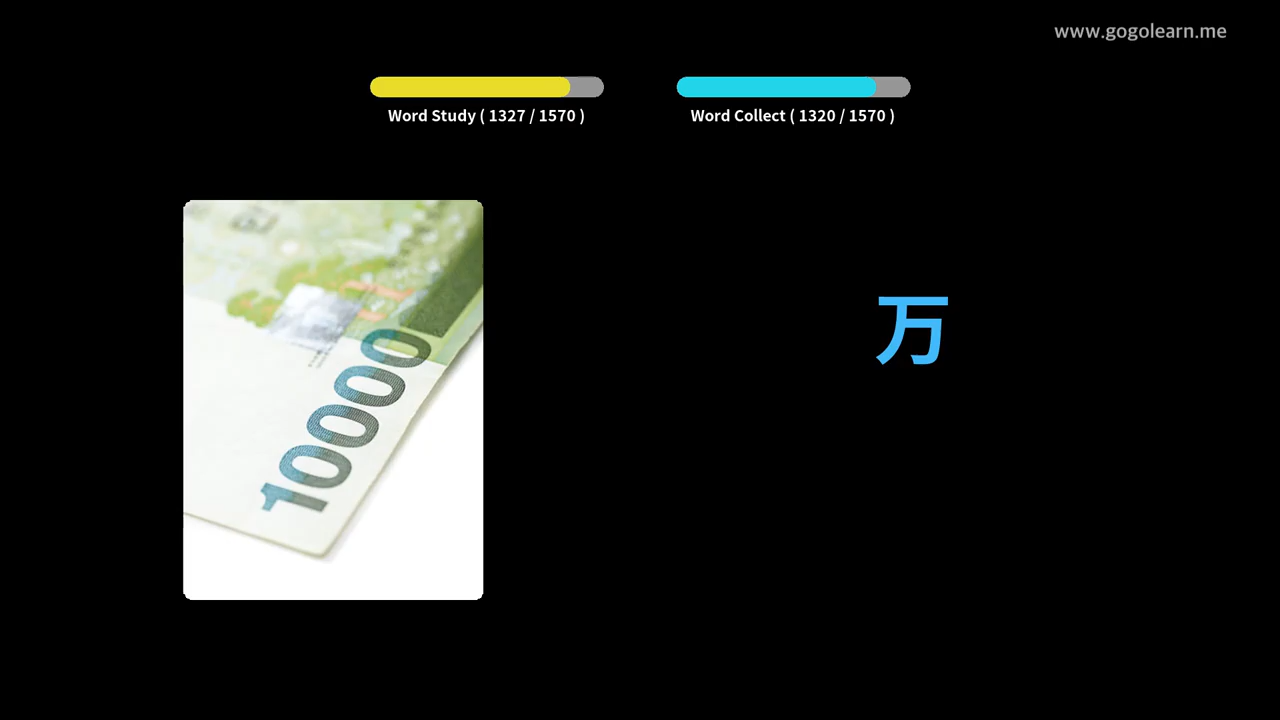 www.gogolearn.me
Word Study ( 1327 / 1570 )
Word Collect ( 1320 / 1570 )
10000
万